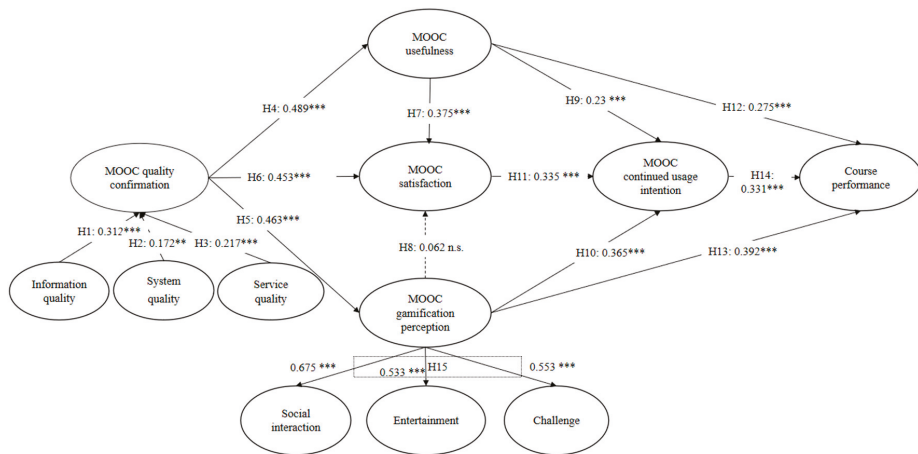 MOOC
usefulness
H4: 0.489***
H7: 0.375***
H9: 0.23 ***
H12: 0.275***
MOOC quality
confirmation
H6: 0.453***
MOOC
satisfaction
H11: 0.335 ***
MOOC
continued usage
intention
H14:
0.331***
Course
performance
H5: 0.463***
H1: 0.312***
H2: 0.172**
H3: 0.217***
H8: 0.062 n.s.
H10: 0.365***
H13: 0.392***
Information
quality
System
quality
Service
quality
MOOC
gamification
perception
0.675 ***
0.533 ***
H15
0.553 ***
Social
interaction
Entertainment
Challenge